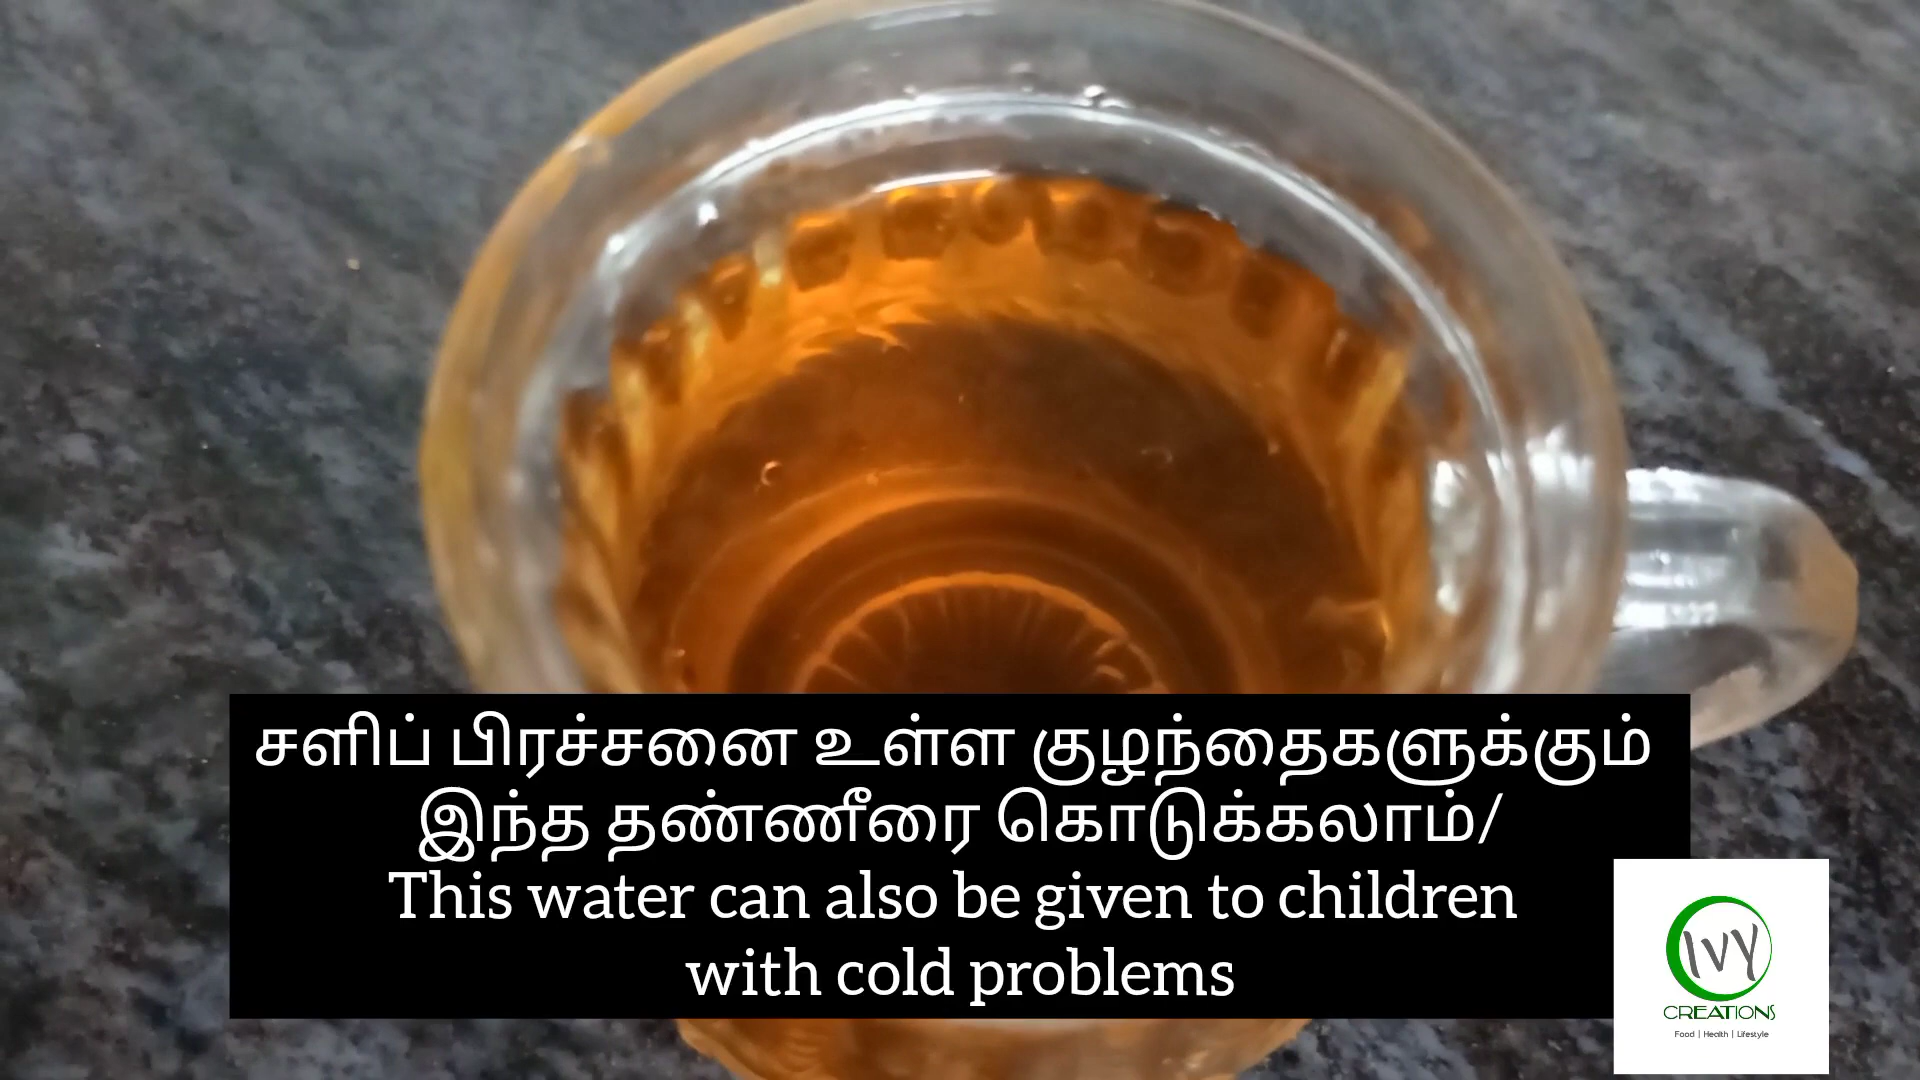 சளிப் பிரச்சனை உள்ள குழந்தைகளுக்கும்
இந்த தண்ணீரை கொடுக்கலாம்/
This water can also be given to children
with cold problems
IVY
CREATIONS
Food | Health | Lifestyle